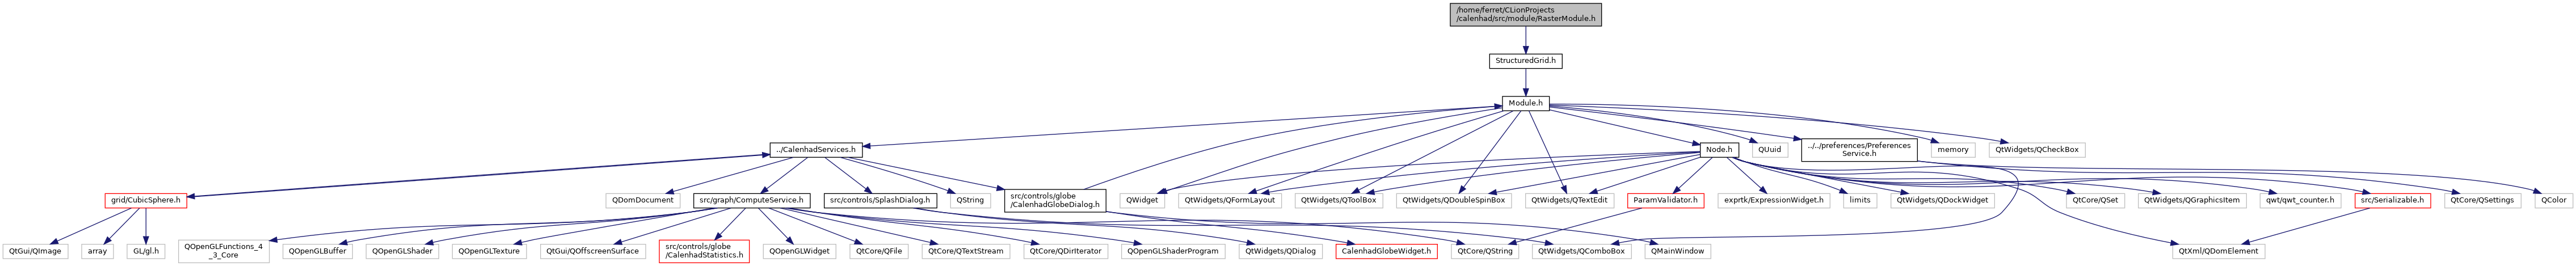 /home/ferret/CLionProjects
/calenhad/src/module/RasterModule.h
StructuredGrid.h
Module.h
../CalenhadServices.h
Node.h
QUuid
../../preferences/Preferences
Service.h
memory
QtWidgets/QCheckBox
grid/CubicSphere.h
QDomDocument
src/graph/ComputeService.h
src/controls/SplashDialog.h
QString
src/controls/globe
/CalenhadGlobeDialog.h
QWidget
QtWidgets/QFormLayout
QtWidgets/QToolBox
QtWidgets/QDoubleSpinBox
QtWidgets/QTextEdit
ParamValidator.h
exprtk/ExpressionWidget.h
limits
QtWidgets/QDockWidget
QtCore/QSet
QtWidgets/QGraphicsItem
qwt/qwt_counter.h
src/Serializable.h
QtCore/QSettings
QColor
QtGui/QImage
array
GL/gl.h
QOpenGLFunctions_4
_3_Core
QOpenGLBuffer
QOpenGLShader
QOpenGLTexture
QtGui/QOffscreenSurface
src/controls/globe
/CalenhadStatistics.h
QOpenGLWidget
QtCore/QFile
QtCore/QTextStream
QtCore/QDirIterator
QOpenGLShaderProgram
QtWidgets/QDialog
CalenhadGlobeWidget.h
QtCore/QString
QtWidgets/QComboBox
QMainWindow
QtXml/QDomElement